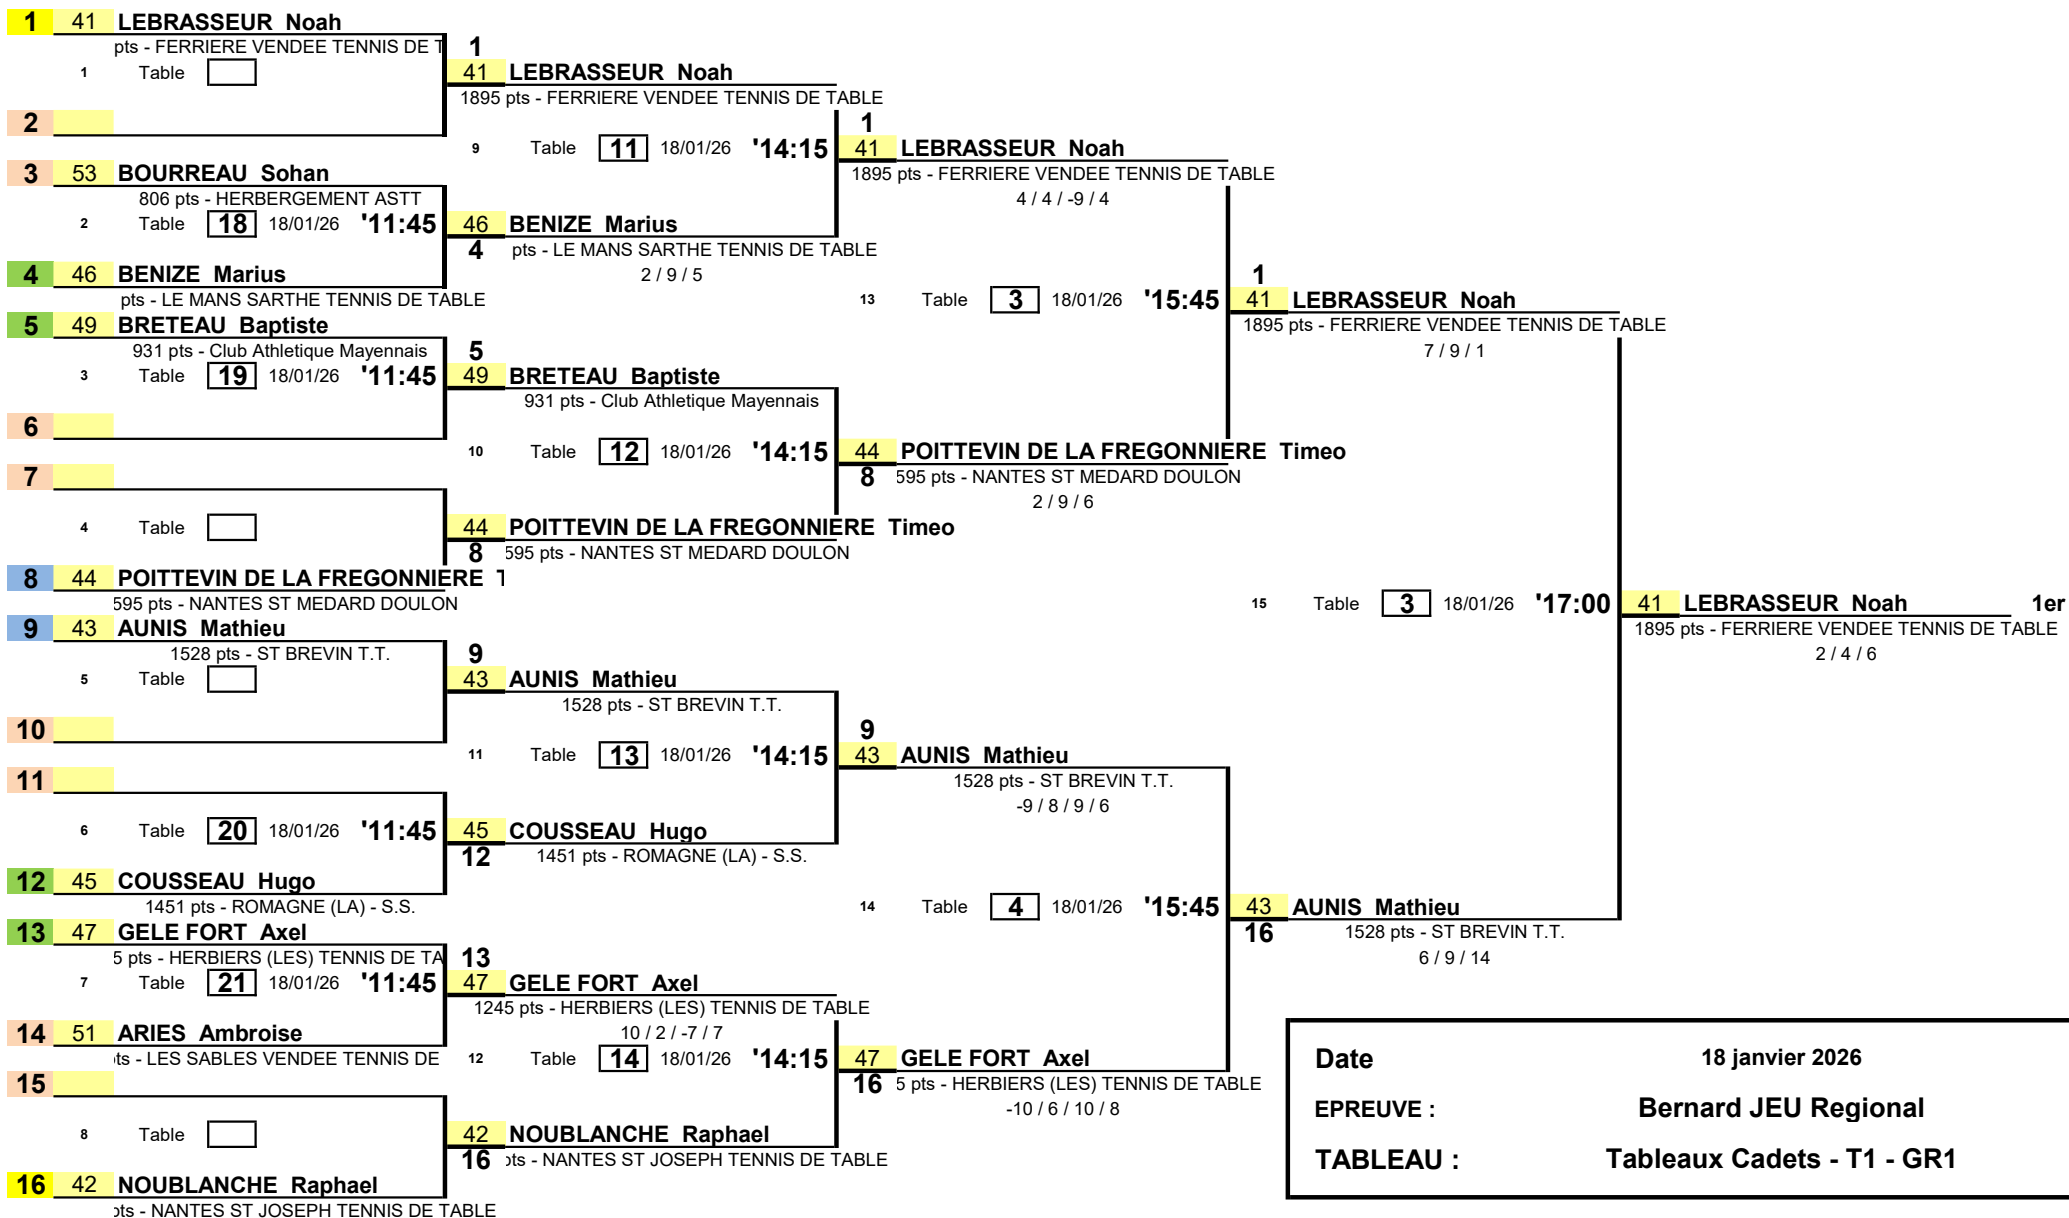 1 41 LEBRASSEUR Noah
pts - FERRIERE VENDEE TENNIS DE T
1 Table
1
41 LEBRASSEUR Noah
1895 pts - FERRIERE VENDEE TENNIS DE TABLE
2
9 Table 11 18/01/26 '14:15
1
41 LEBRASSEUR Noah
1895 pts - FERRIERE VENDEE TENNIS DE TABLE
4 / 4 / -9 / 4
3 53 BOURREAU Sohan
806 pts - HERBERGEMENT ASTT
2 Table 18 18/01/26 '11:45
46 BENIZE Marius
4 pts - LE MANS SARTHE TENNIS DE TABLE
2 / 9 / 5
4 46 BENIZE Marius
pts - LE MANS SARTHE TENNIS DE TABLE
13 Table 3 18/01/26 '15:45
1
41 LEBRASSEUR Noah
1895 pts - FERRIERE VENDEE TENNIS DE TABLE
7 / 9 / 1
5 49 BRETEAU Baptiste
931 pts - Club Athletique Mayennais
3 Table 19 18/01/26 '11:45
5
49 BRETEAU Baptiste
931 pts - Club Athletique Mayennais
6
10 Table 12 18/01/26 '14:15
44 POITTEVIN DE LA FREGONNIERE Timeo
8 595 pts - NANTES ST MEDARD DOULON
2 / 9 / 6
7
4 Table
44 POITTEVIN DE LA FREGONNIERE Timeo
8 595 pts - NANTES ST MEDARD DOULON
8 44 POITTEVIN DE LA FREGONNIERE T
595 pts - NANTES ST MEDARD DOULON
15 Table 3 18/01/26 '17:00
41 LEBRASSEUR Noah 1er
1895 pts - FERRIERE VENDEE TENNIS DE TABLE
2 / 4 / 6
9 43 AUNIS Mathieu
1528 pts - ST BREVIN T.T.
5 Table
9
43 AUNIS Mathieu
1528 pts - ST BREVIN T.T.
10
11 Table 13 18/01/26 '14:15
9
43 AUNIS Mathieu
1528 pts - ST BREVIN T.T.
-9 / 8 / 9 / 6
11
6 Table 20 18/01/26 '11:45
45 COUSSEAU Hugo
12 1451 pts - ROMAGNE (LA) - S.S.
12 45 COUSSEAU Hugo
1451 pts - ROMAGNE (LA) - S.S.
14 Table 4 18/01/26 '15:45
43 AUNIS Mathieu
16 1528 pts - ST BREVIN T.T.
6 / 9 / 14
13 47 GELE FORT Axel
5 pts - HERBIERS (LES) TENNIS DE TA
7 Table 21 18/01/26 '11:45
13
47 GELE FORT Axel
1245 pts - HERBIERS (LES) TENNIS DE TABLE
10 / 2 / -7 / 7
14 51 ARIES Ambroise
pts - LES SABLES VENDEE TENNIS DE
12 Table 14 18/01/26 '14:15
47 GELE FORT Axel
16 5 pts - HERBIERS (LES) TENNIS DE TABLE
-10 / 6 / 10 / 8
15
8 Table
42 NOUBLANCHE Raphael
16 pts - NANTES ST JOSEPH TENNIS DE TABLE
16 42 NOUBLANCHE Raphael
pts - NANTES ST JOSEPH TENNIS DE TABLE
Date 18 janvier 2026
EPREUVE : Bernard JEU Regional
TABLEAU : Tableaux Cadets - T1 - GR1